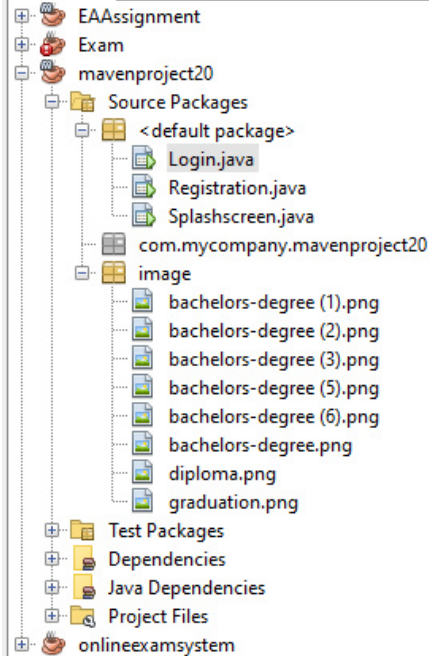 EAAssignment
Exam
mavenproject20
Source Packages
<default package>
Login.java
Registration.java
Splashscreen.java
com.mycompany.mavenproject20
image
bachelors-degree (1).png
bachelors-degree (2).png
bachelors-degree (3).png
bachelors-degree (5).png
bachelors-degree (6).png
bachelors-degree.png
diploma.png
graduation.png
Test Packages
Dependencies
Java Dependencies
Project Files
onlineexamsystem